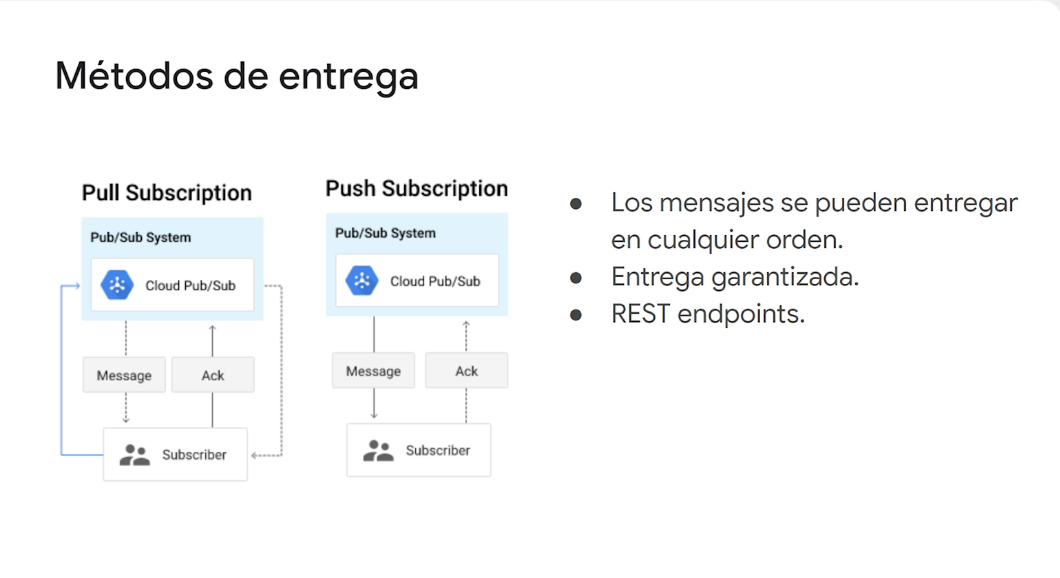 Métodos de entrega
Pull Subscription
Pub/Sub System
Cloud Pub/Sub
Message
Ack
Subscriber
Push Subscription
Pub/Sub System
Cloud Pub/Sub
Message
Ack
Subscriber
● Los mensajes se pueden entregar
en cualquier orden.
● Entrega garantizada.
● REST endpoints.